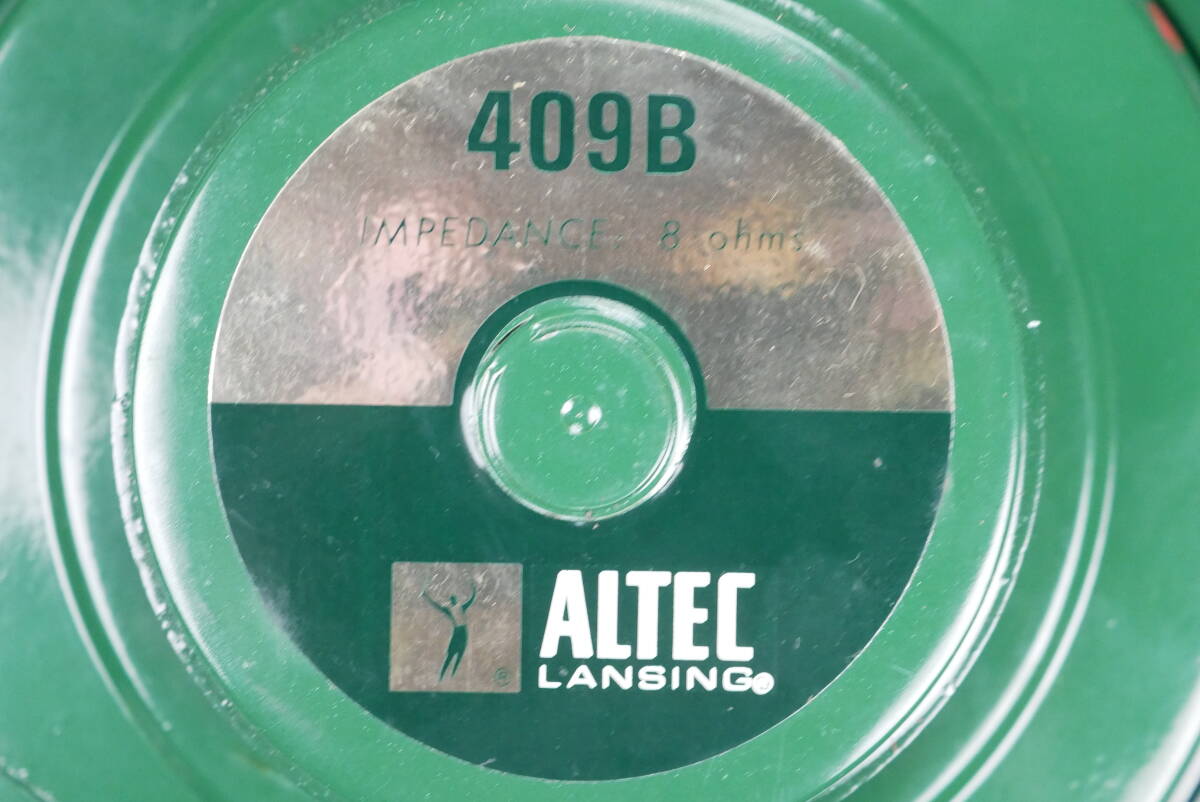 409B
IMPEDANCE: 8 ohms
®
ALTEC
LANSING®